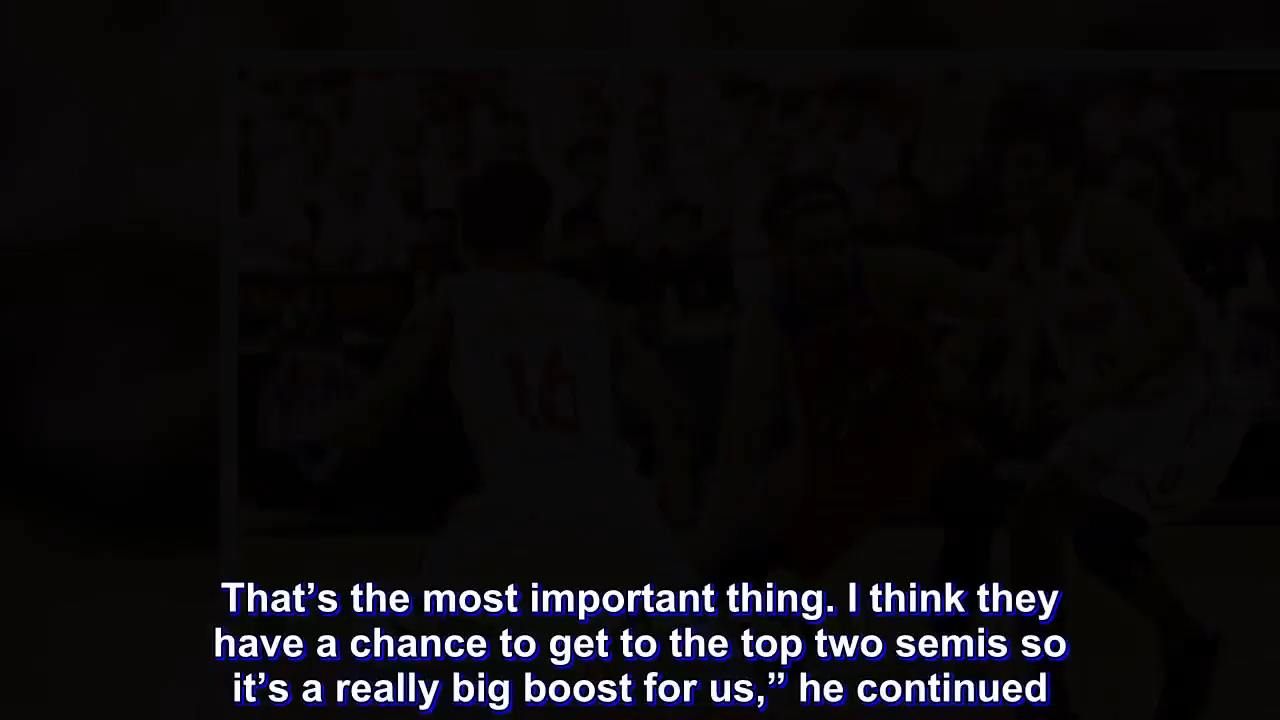 That’s the most important thing. I think they
have a chance to get to the top two semis so
it’s a really big boost for us,” he continued
16